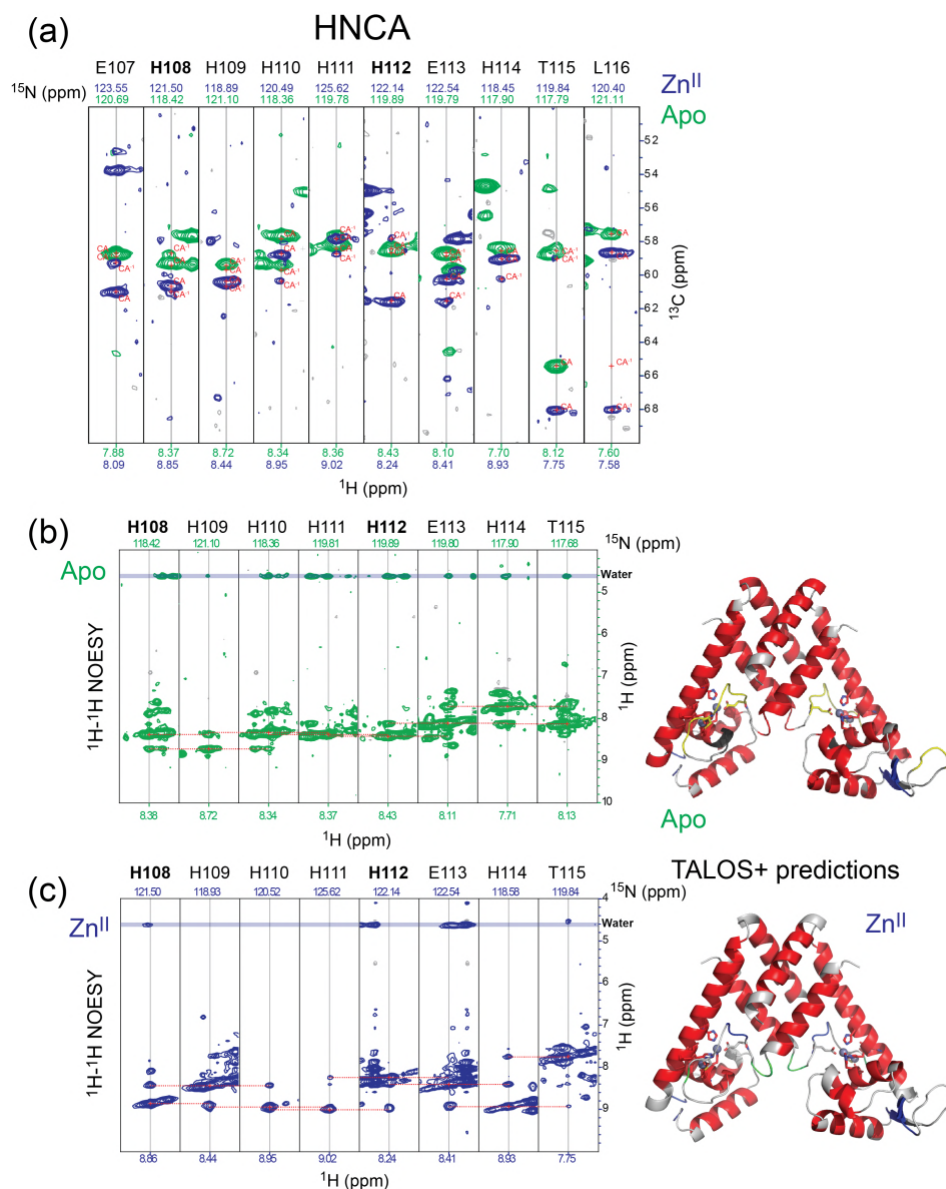 (a) HNCA
E107 H108 H109 H110 H111 H112 E113 H114 T115 L116
¹⁵N (ppm) 123.55 121.50 118.89 120.49 125.62 122.14 122.54 118.45 119.84 120.40 Zn^II
120.69 118.42 121.10 118.36 119.78 119.89 119.79 117.90 117.79 121.11 Apo
52
54
56
58
60
62
64
66
68
¹³C (ppm)
7.88 8.37 8.72 8.34 8.36 8.43 8.10 7.70 8.12 7.60
8.09 8.85 8.44 8.95 9.02 8.24 8.41 8.93 7.75 7.58
¹H (ppm)
(b) H108 H109 H110 H111 H112 E113 H114 T115
118.42 121.10 118.36 119.81 119.89 119.80 117.90 117.68 ¹⁵N (ppm)
Apo
Water
5
6
7
8
9
10
¹H (ppm)
¹H-¹H NOESY
8.38 8.72 8.34 8.37 8.43 8.11 7.71 8.13
¹H (ppm)
Apo
TALOS+ predictions
(c) H108 H109 H110 H111 H112 E113 H114 T115
121.50 118.93 120.52 125.62 122.14 122.54 118.58 119.84 ¹⁵N (ppm)
Zn^II
4
Water
5
6
7
8
9
¹H (ppm)
¹H-¹H NOESY
8.86 8.44 8.95 9.02 8.24 8.41 8.93 7.75
¹H (ppm)
Zn^II